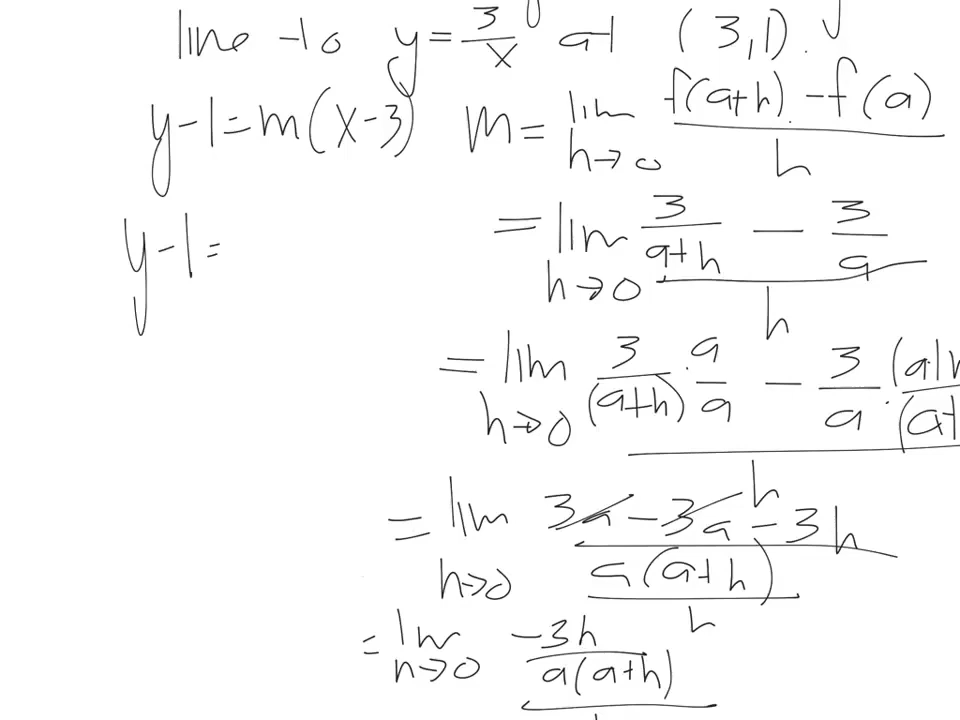 line to y = 3/x at (3,1).
y-1 = m(x-3) m = lim h→0 f(a+h) - f(a) / h
y-1 = = lim h→0 3/(a+h) - 3/a / h
= lim h→0 3/(a+h) · a/a - 3/a · (a+h)/(a+ / h
= lim h→0 3a - 3a - 3h / a(a+h) / h
= lim h→0 -3h / a(a+h)